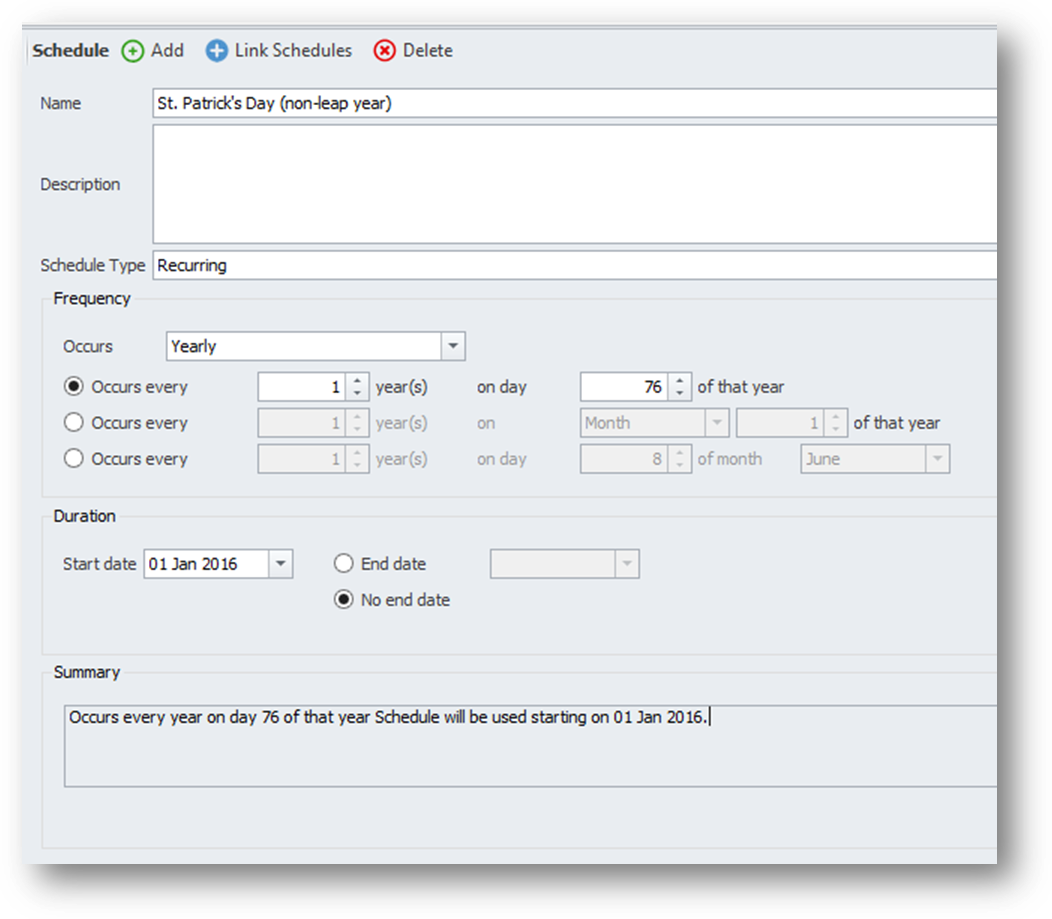 Schedule Add Link Schedules Delete
Name St. Patrick's Day (non-leap year)
Description
Schedule Type Recurring
Frequency
Occurs Yearly
Occurs every 1 year(s) on day 76 of that year
Occurs every 1 year(s) on Month 1 of that year
Occurs every 1 year(s) on day 8 of month June
Duration
Start date 01 Jan 2016 End date
No end date
Summary
Occurs every year on day 76 of that year Schedule will be used starting on 01 Jan 2016.